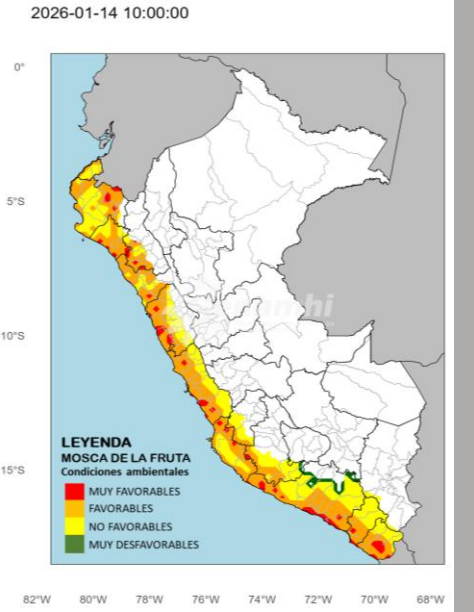 2026-01-14 10:00:00
0°
5°S
10°S
15°S
LEYENDA
MOSCA DE LA FRUTA
Condiciones ambientales
MUY FAVORABLES
FAVORABLES
NO FAVORABLES
MUY DESFAVORABLES
82°W 80°W 78°W 76°W 74°W 72°W 70°W 68°W